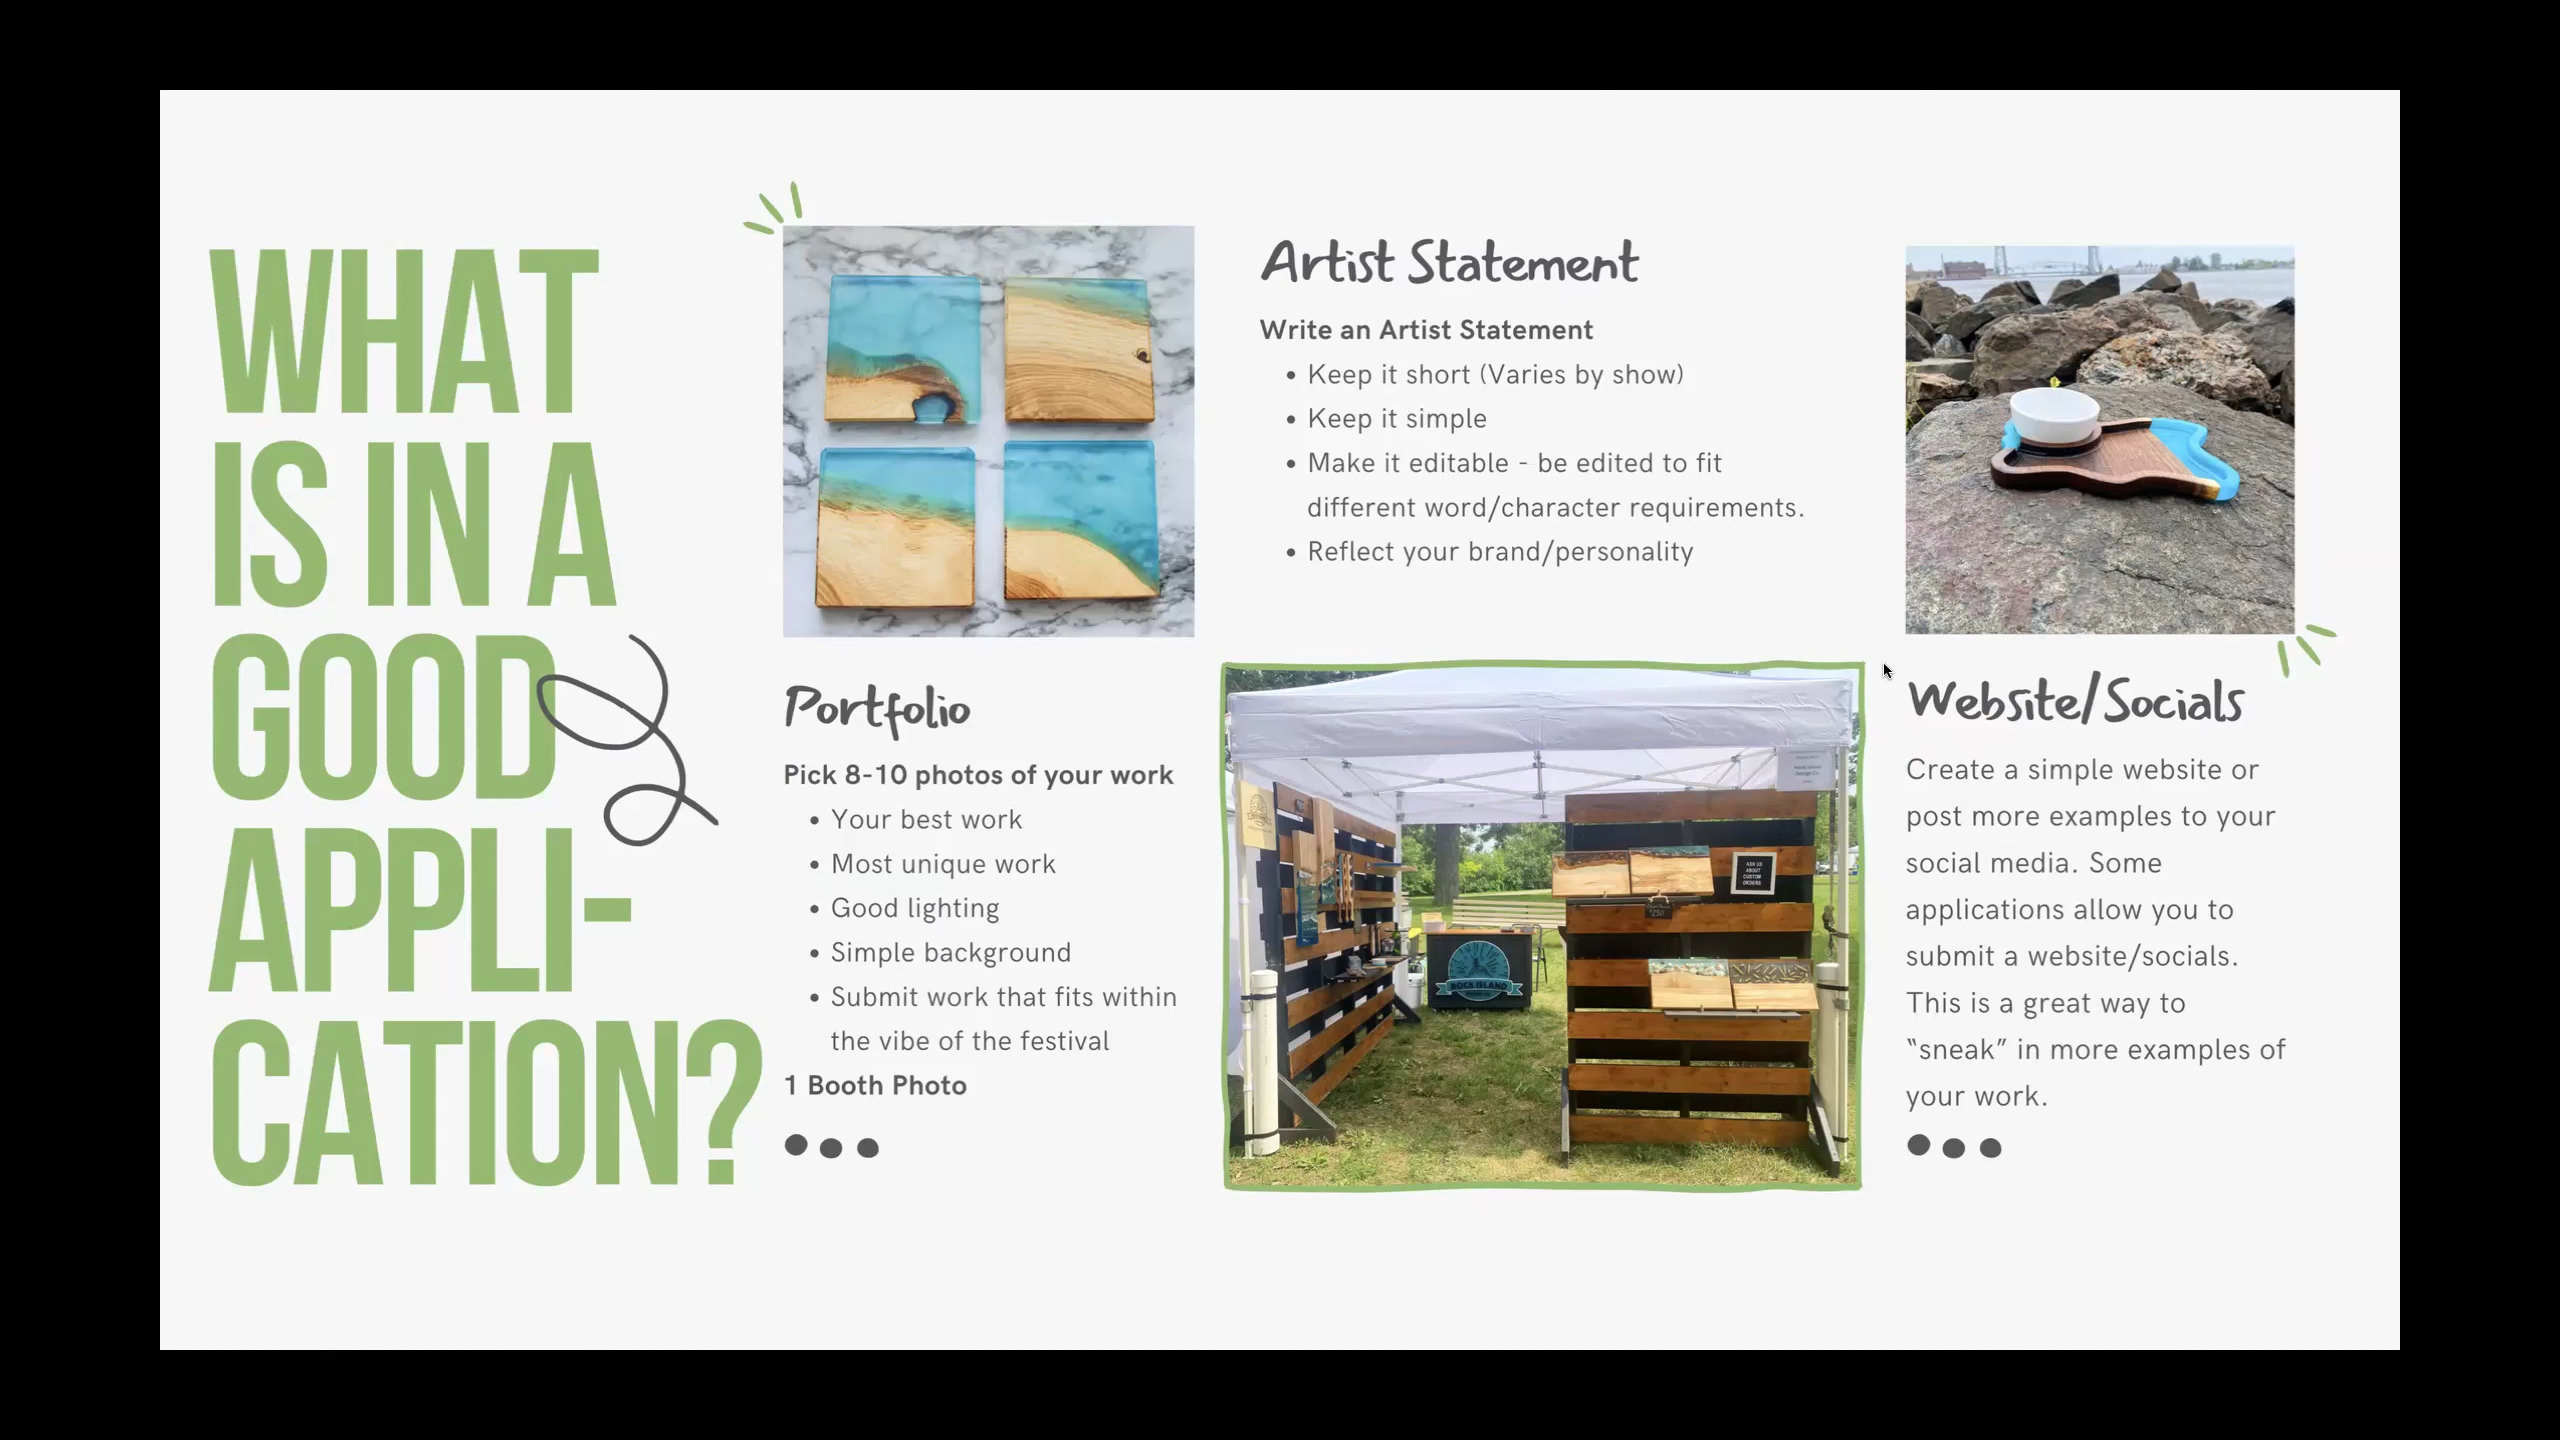 WHAT
IS IN A
GOOD
APPLI-
CATION?
Portfolio
Pick 8-10 photos of your work
• Your best work
• Most unique work
• Good lighting
• Simple background
• Submit work that fits within
the vibe of the festival
1 Booth Photo
Artist Statement
Write an Artist Statement
• Keep it short (Varies by show)
• Keep it simple
• Make it editable - be edited to fit
different word/character requirements.
• Reflect your brand/personality
ASK US
ABOUT
CUSTOM
ORDERS
ROCK ISLAND
Website/Socials
Create a simple website or
post more examples to your
social media. Some
applications allow you to
submit a website/socials.
This is a great way to
“sneak” in more examples of
your work.